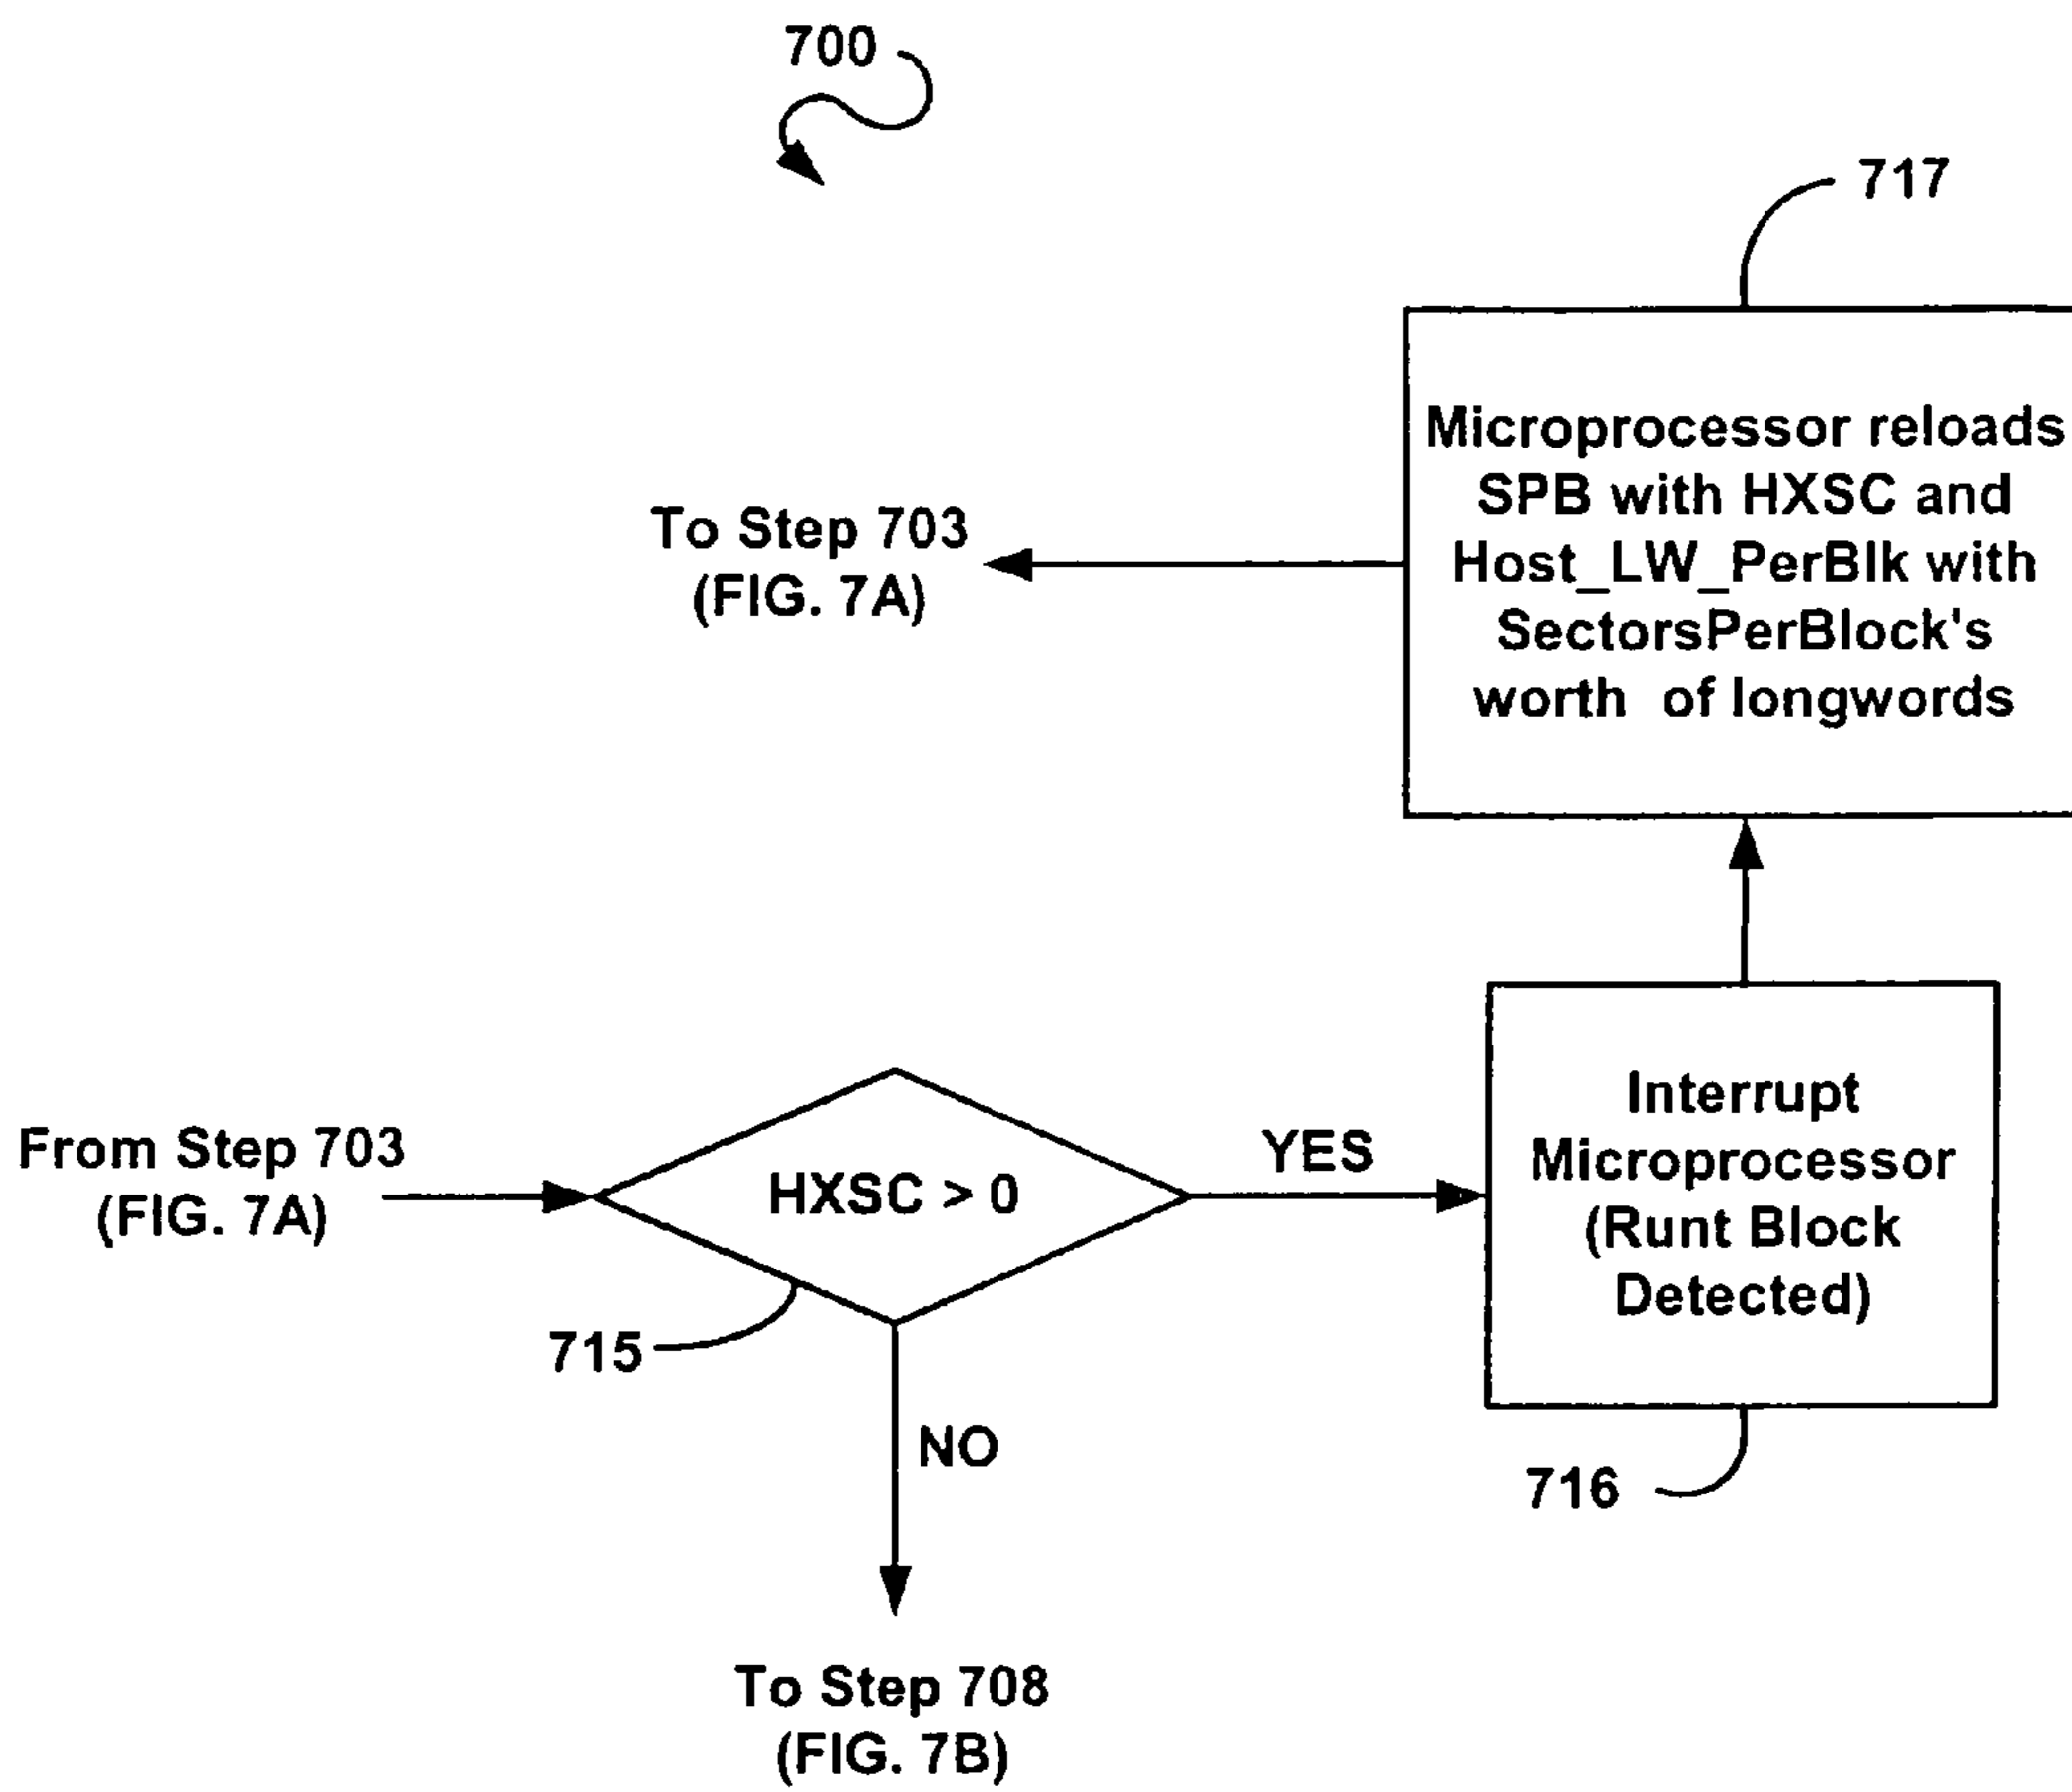 700
717
Microprocessor reloads
SPB with HXSC and
Host_LW_PerBlk with
SectorsPerBlock's
worth of longwords
To Step 703
(FIG. 7A)
From Step 703
(FIG. 7A)
HXSC > 0
YES
Interrupt
Microprocessor
(Runt Block
Detected)
715
NO
716
To Step 708
(FIG. 7B)